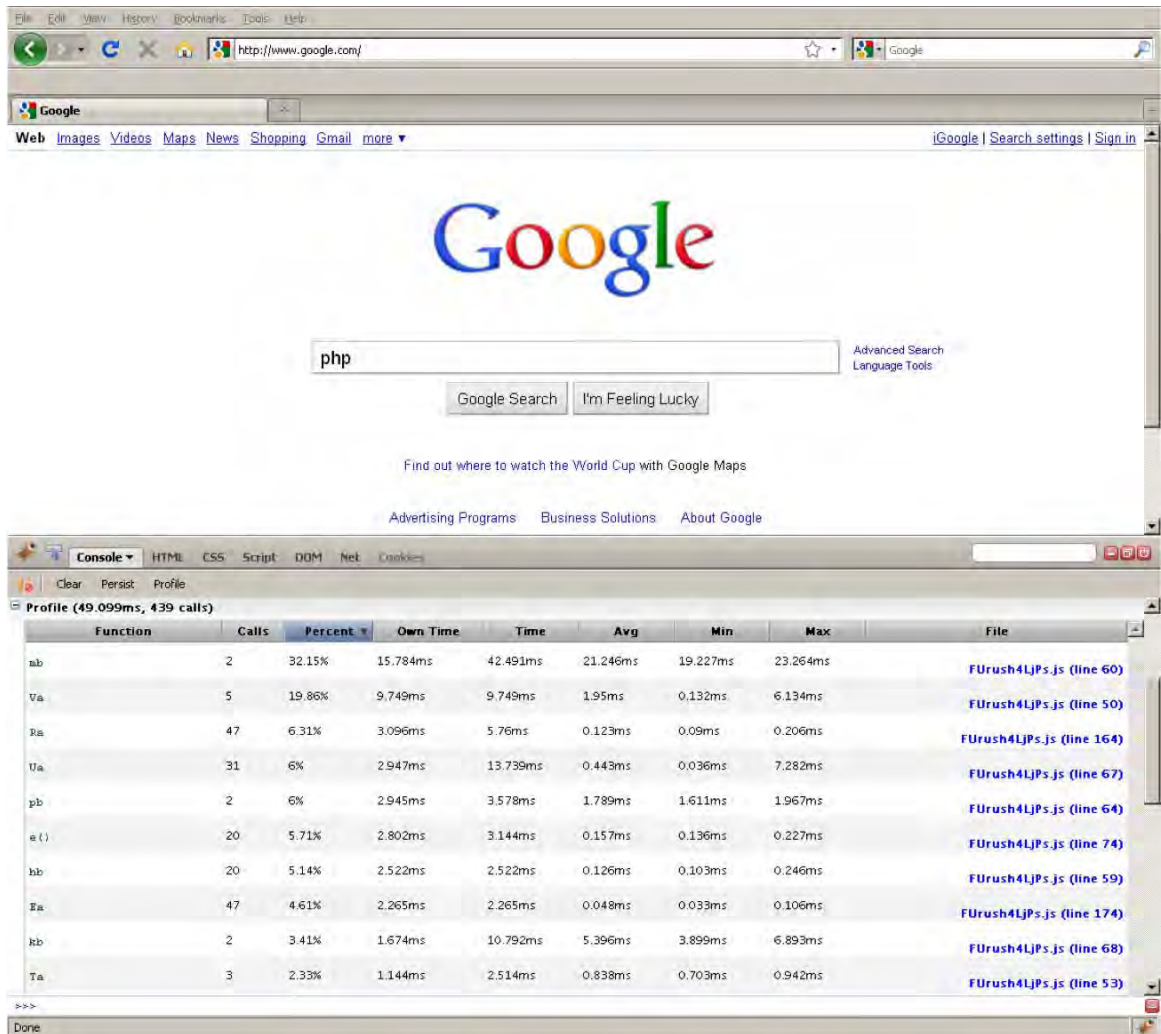 File Edit View History Bookmarks Tools Help
http://www.google.com/
Google
Google
Web Images Videos Maps News Shopping Gmail more ▼
iGoogle | Search settings | Sign in
Google
php
Advanced Search
Language Tools
Google Search
I'm Feeling Lucky
Find out where to watch the World Cup with Google Maps
Advertising Programs Business Solutions About Google
Console HTML CSS Script DOM Net Cookies
Clear Persist Profile
Profile (49.099ms, 439 calls)
Function Calls Percent Own Time Time Avg Min Max File
mb 2 32.15% 15.784ms 42.491ms 21.246ms 19.227ms 23.264ms FUrush4LjPs.js (line 60)
Va 5 19.86% 9.749ms 9.749ms 1.95ms 0.132ms 6.134ms FUrush4LjPs.js (line 50)
Ra 47 6.31% 3.096ms 5.76ms 0.123ms 0.09ms 0.206ms FUrush4LjPs.js (line 164)
Ua 31 6% 2.947ms 13.739ms 0.443ms 0.036ms 7.282ms FUrush4LjPs.js (line 67)
pb 2 6% 2.945ms 3.578ms 1.789ms 1.611ms 1.967ms FUrush4LjPs.js (line 64)
e() 20 5.71% 2.802ms 3.144ms 0.157ms 0.136ms 0.227ms FUrush4LjPs.js (line 74)
hb 20 5.14% 2.522ms 2.522ms 0.126ms 0.103ms 0.246ms FUrush4LjPs.js (line 59)
Ea 47 4.61% 2.265ms 2.265ms 0.048ms 0.033ms 0.106ms FUrush4LjPs.js (line 174)
kb 2 3.41% 1.674ms 10.792ms 5.396ms 3.899ms 6.893ms FUrush4LjPs.js (line 68)
Ta 3 2.33% 1.144ms 2.514ms 0.838ms 0.703ms 0.942ms FUrush4LjPs.js (line 53)
>>>
Done